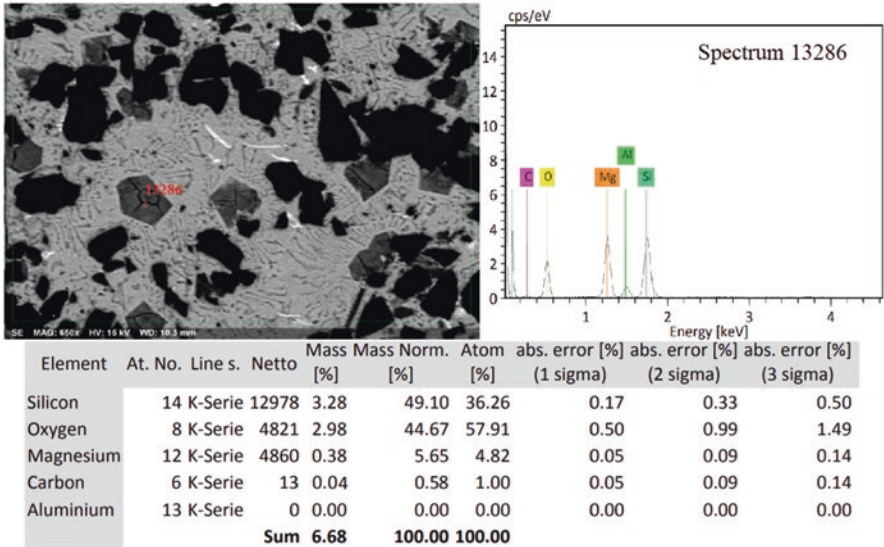 13286
SE MAG: 650x HV: 15 kV WD: 10.3 mm
cps/eV
Spectrum 13286
14
12
10
8
6
4
2
0
C O Mg Al Si
1 2 3 4
Energy [keV]
Element At. No. Line s. Netto Mass [%] Mass Norm. [%] Atom [%] abs. error [%] (1 sigma) abs. error [%] (2 sigma) abs. error [%] (3 sigma)
Silicon 14 K-Serie 12978 3.28 49.10 36.26 0.17 0.33 0.50
Oxygen 8 K-Serie 4821 2.98 44.67 57.91 0.50 0.99 1.49
Magnesium 12 K-Serie 4860 0.38 5.65 4.82 0.05 0.09 0.14
Carbon 6 K-Serie 13 0.04 0.58 1.00 0.05 0.09 0.14
Aluminium 13 K-Serie 0 0.00 0.00 0.00 0.00 0.00 0.00
Sum 6.68 100.00 100.00